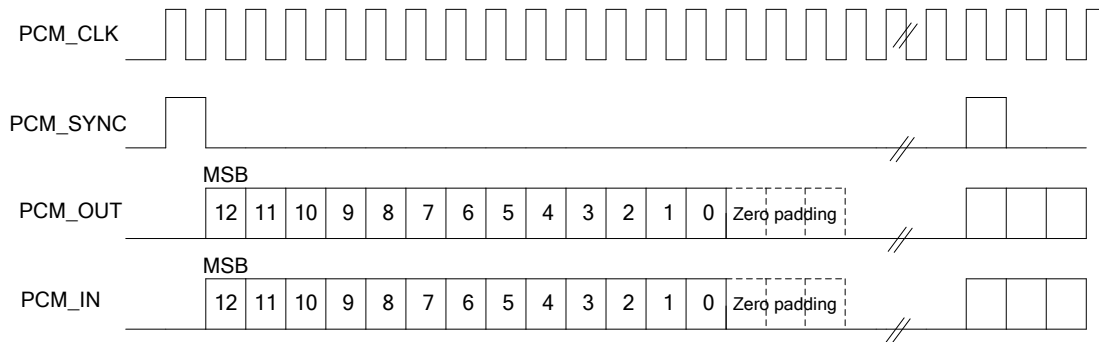 PCM_CLK
PCM_SYNC
MSB
PCM_OUT 12 11 10 9 8 7 6 5 4 3 2 1 0 Zero padding
MSB
PCM_IN 12 11 10 9 8 7 6 5 4 3 2 1 0 Zero padding